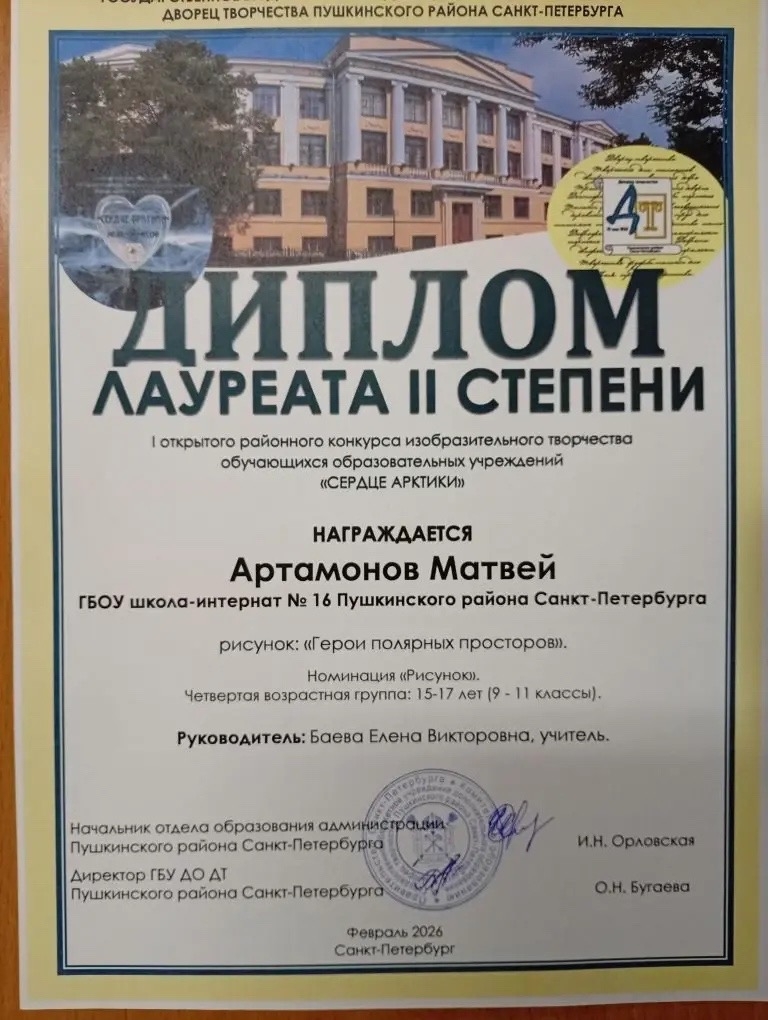 ДВОРЕЦ ТВОРЧЕСТВА ПУШКИНСКОГО РАЙОНА САНКТ-ПЕТЕРБУРГА
СЕРДЦЕ АРКТИКИ
ДТ
ДИПЛОМ
ЛАУРЕАТА II СТЕПЕНИ
I открытого районного конкурса изобразительного творчества
обучающихся образовательных учреждений
«СЕРДЦЕ АРКТИКИ»
НАГРАЖДАЕТСЯ
Артамонов Матвей
ГБОУ школа-интернат № 16 Пушкинского района Санкт-Петербурга
рисунок: «Герои полярных просторов».
Номинация «Рисунок».
Четвертая возрастная группа: 15-17 лет (9 - 11 классы).
Руководитель: Баева Елена Викторовна, учитель.
Начальник отдела образования администрации
Пушкинского района Санкт-Петербурга
И.Н. Орловская
Директор ГБУ ДО ДТ
Пушкинского района Санкт-Петербурга
О.Н. Бугаева
Февраль 2026
Санкт-Петербург